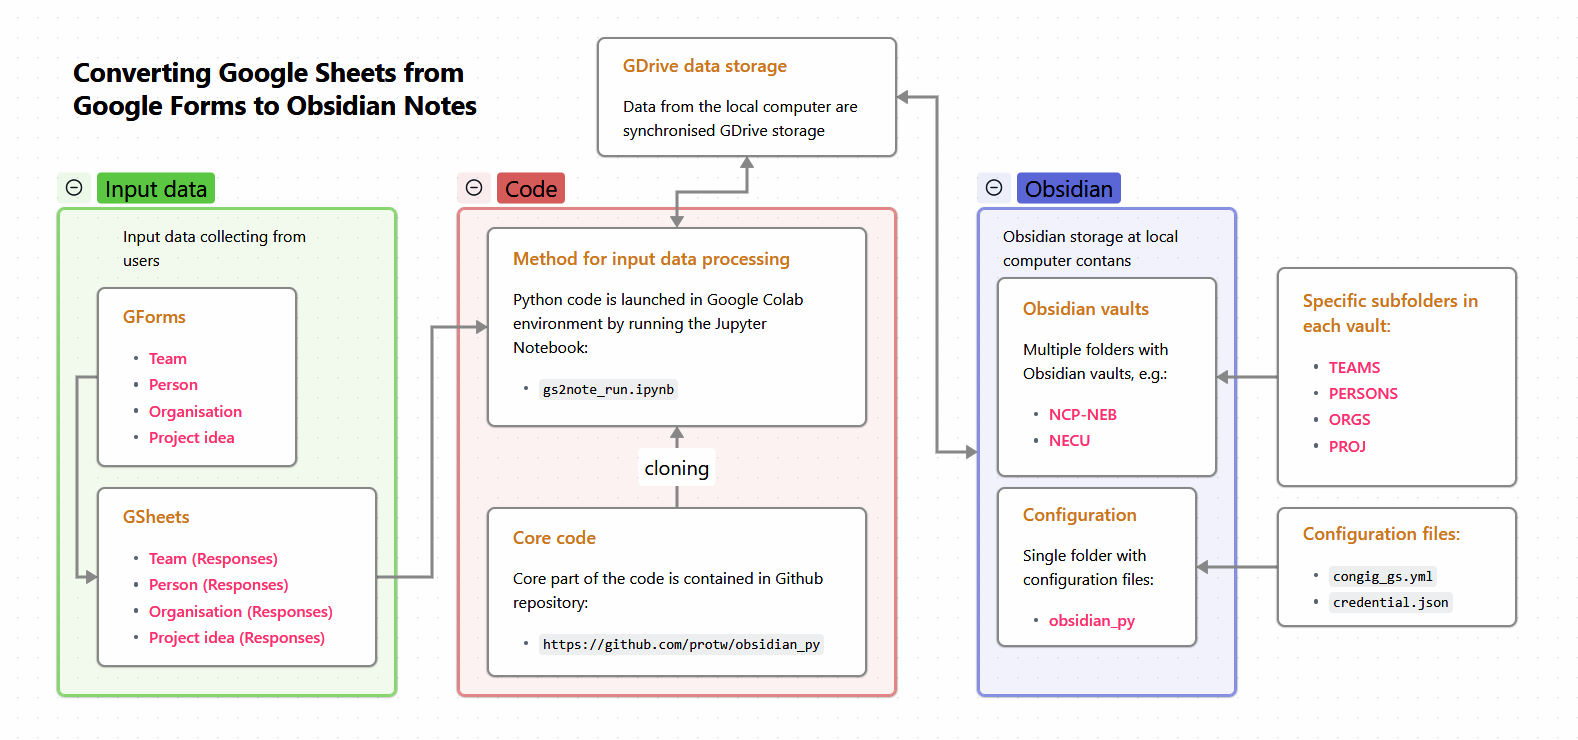 Converting Google Sheets from
Google Forms to Obsidian Notes
GDrive data storage
Data from the local computer are
synchronised GDrive storage
Input data
Input data collecting from
users
GForms
Team
Person
Organisation
Project idea
GSheets
Team (Responses)
Person (Responses)
Organisation (Responses)
Project idea (Responses)
Code
Method for input data processing
Python code is launched in Google Colab
environment by running the Jupyter
Notebook:
gs2note_run.ipynb
cloning
Core code
Core part of the code is contained in Github
repository:
https://github.com/protw/obsidian_py
Obsidian
Obsidian storage at local
computer contans
Obsidian vaults
Multiple folders with
Obsidian vaults, e.g.:
NCP-NEB
NECU
Configuration
Single folder with
configuration files:
obsidian_py
Specific subfolders in
each vault:
TEAMS
PERSONS
ORGS
PROJ
Configuration files:
congig_gs.yml
credential.json